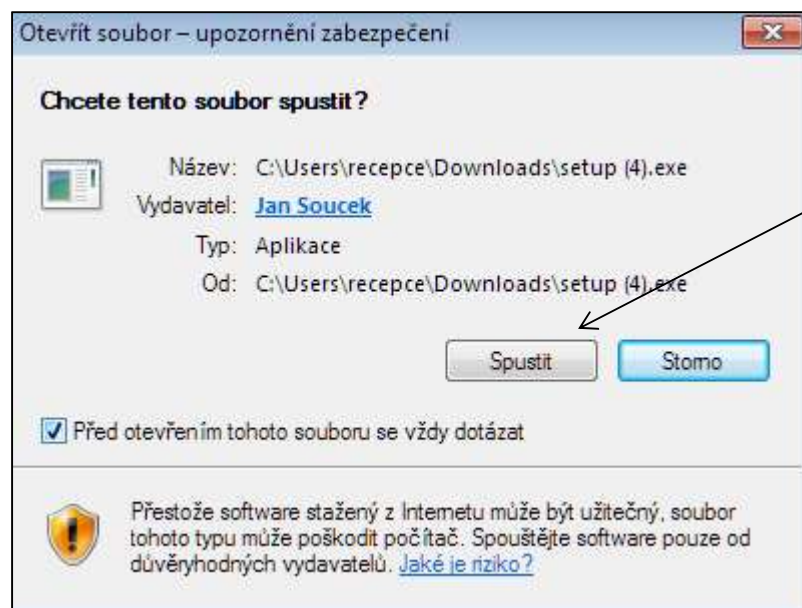 Otevřít soubor – upozornění zabezpečení
Chcete tento soubor spustit?
Název: C:\Users\recepce\Downloads\setup (4).exe
Vydavatel: Jan Soucek
Typ: Aplikace
Od: C:\Users\recepce\Downloads\setup (4).exe
Spustit Storno
Před otevřením tohoto souboru se vždy dotázat
Přestože software stažený z Internetu může být užitečný, soubor
tohoto typu může poškodit počítač. Spouštějte software pouze od
důvěryhodných vydavatelů. Jaké je riziko?